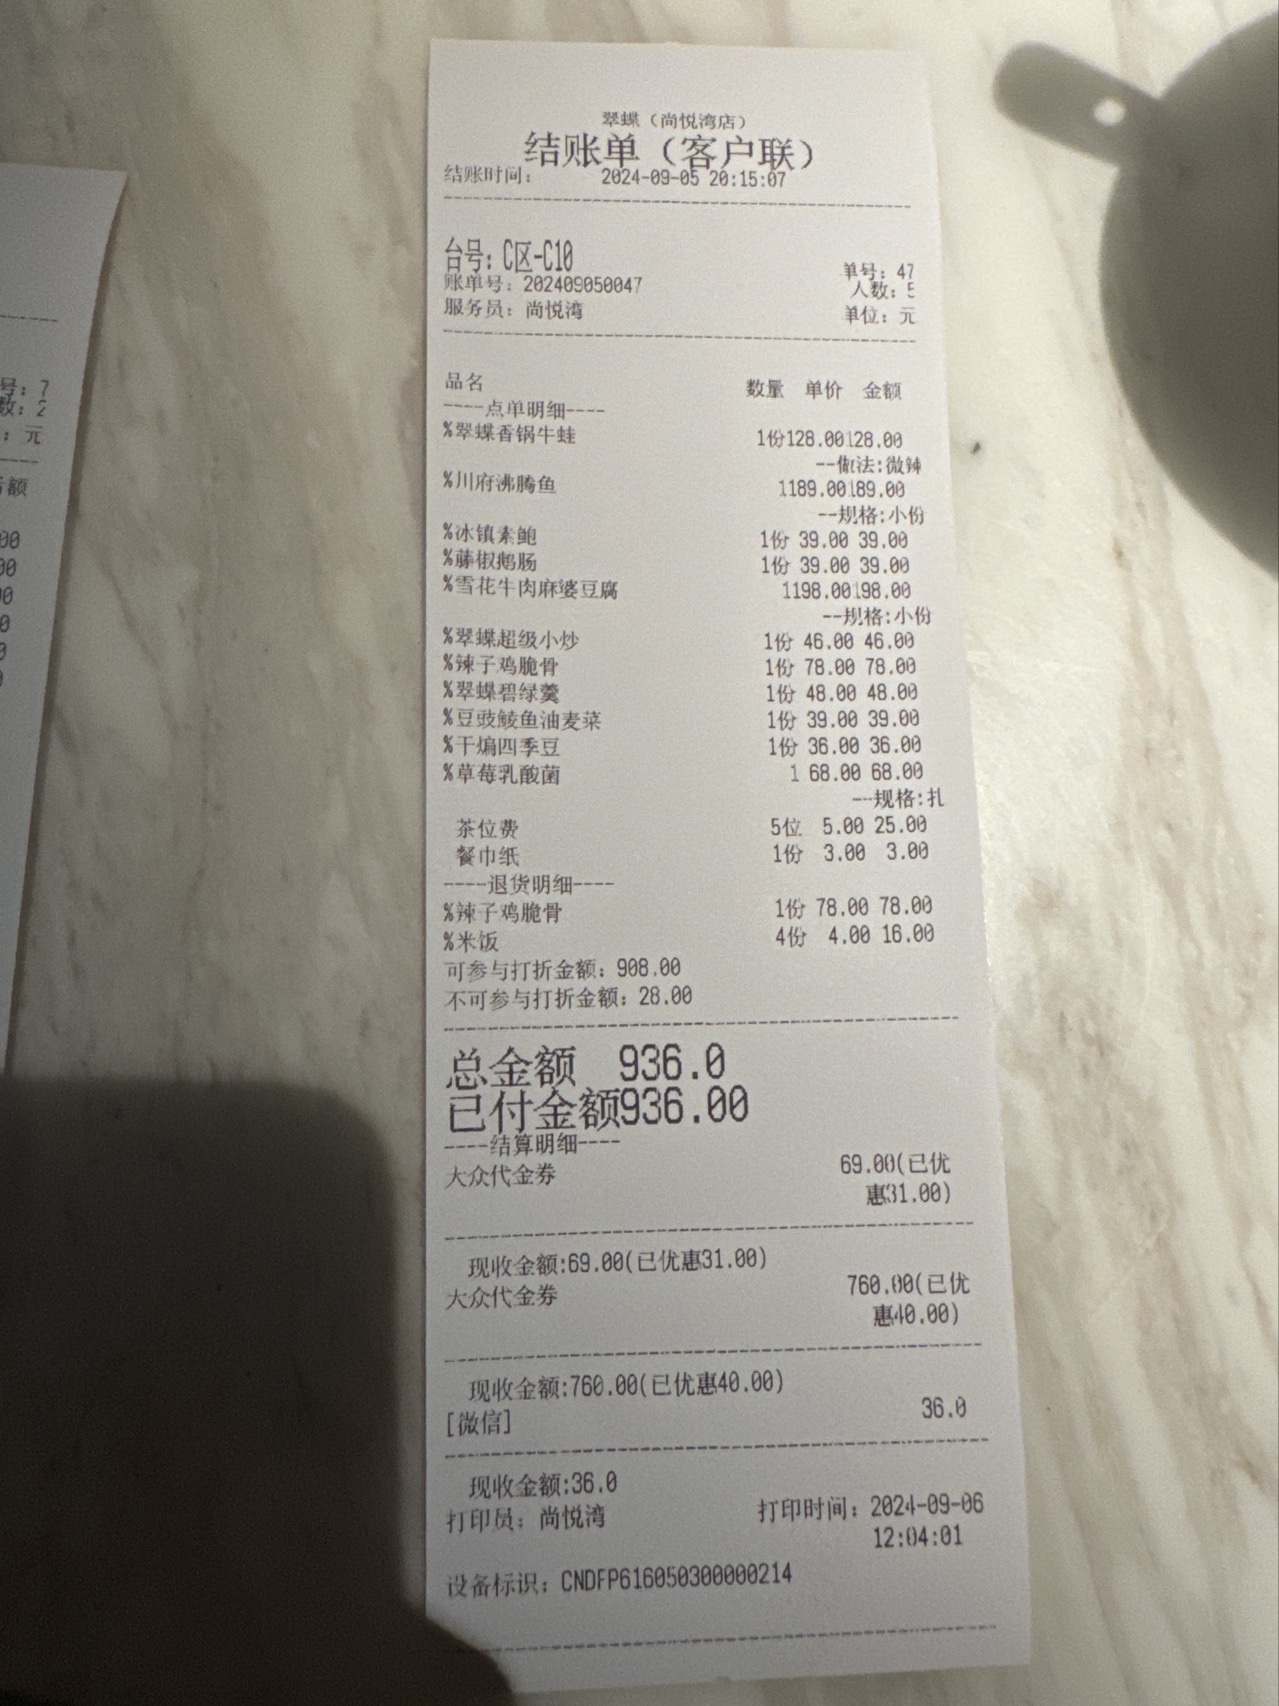 翠蝶（尚悦湾店）
结账单（客户联）
结账时间： 2024-09-05 20:15:07
台号: C区-C10
单号: 47
账单号: 202409050047
人数: 5
服务员: 尚悦湾
单位: 元
品名 数量 单价 金额
----点单明细----
%翠蝶香锅牛蛙 1份128.00128.00
--做法:微辣
%川府沸腾鱼 1189.00189.00
--规格:小份
%冰镇素鲍 1份 39.00 39.00
%藤椒鹅肠 1份 39.00 39.00
%雪花牛肉麻婆豆腐 1198.00198.00
--规格:小份
%翠蝶超级小炒 1份 46.00 46.00
%辣子鸡脆骨 1份 78.00 78.00
%翠蝶碧绿羹 1份 48.00 48.00
%豆豉鲮鱼油麦菜 1份 39.00 39.00
%干煸四季豆 1份 36.00 36.00
%草莓乳酸菌 1 68.00 68.00
--规格:扎
茶位费 5位 5.00 25.00
餐巾纸 1份 3.00 3.00
----退货明细----
%辣子鸡脆骨 1份 78.00 78.00
%米饭 4份 4.00 16.00
可参与打折金额: 908.00
不可参与打折金额: 28.00
总金额 936.0
已付金额936.00
----结算明细----
大众代金券 69.00(已优
惠31.00)
现收金额:69.00(已优惠31.00)
大众代金券 760.00(已优
惠40.00)
现收金额:760.00(已优惠40.00)
[微信] 36.0
现收金额:36.0
打印员: 尚悦湾 打印时间: 2024-09-06
12:04:01
设备标识: CNDFP616050300000214
号: 7
数: 2
: 元
额
00
00
0
0
0